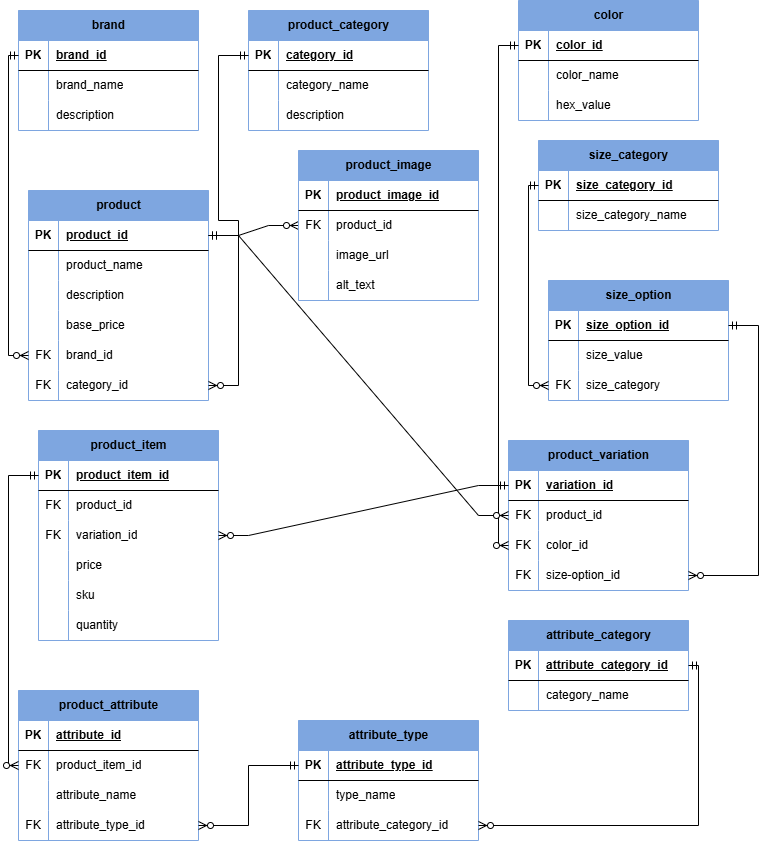 brand
PK brand_id
brand_name
description
product_category
PK category_id
category_name
description
color
PK color_id
color_name
hex_value
product_image
PK product_image_id
FK product_id
image_url
alt_text
size_category
PK size_category_id
size_category_name
product
PK product_id
product_name
description
base_price
FK brand_id
FK category_id
size_option
PK size_option_id
size_value
FK size_category
product_item
PK product_item_id
FK product_id
FK variation_id
price
sku
quantity
product_variation
PK variation_id
FK product_id
FK color_id
FK size-option_id
attribute_category
PK attribute_category_id
category_name
product_attribute
PK attribute_id
FK product_item_id
attribute_name
FK attribute_type_id
attribute_type
PK attribute_type_id
type_name
FK attribute_category_id